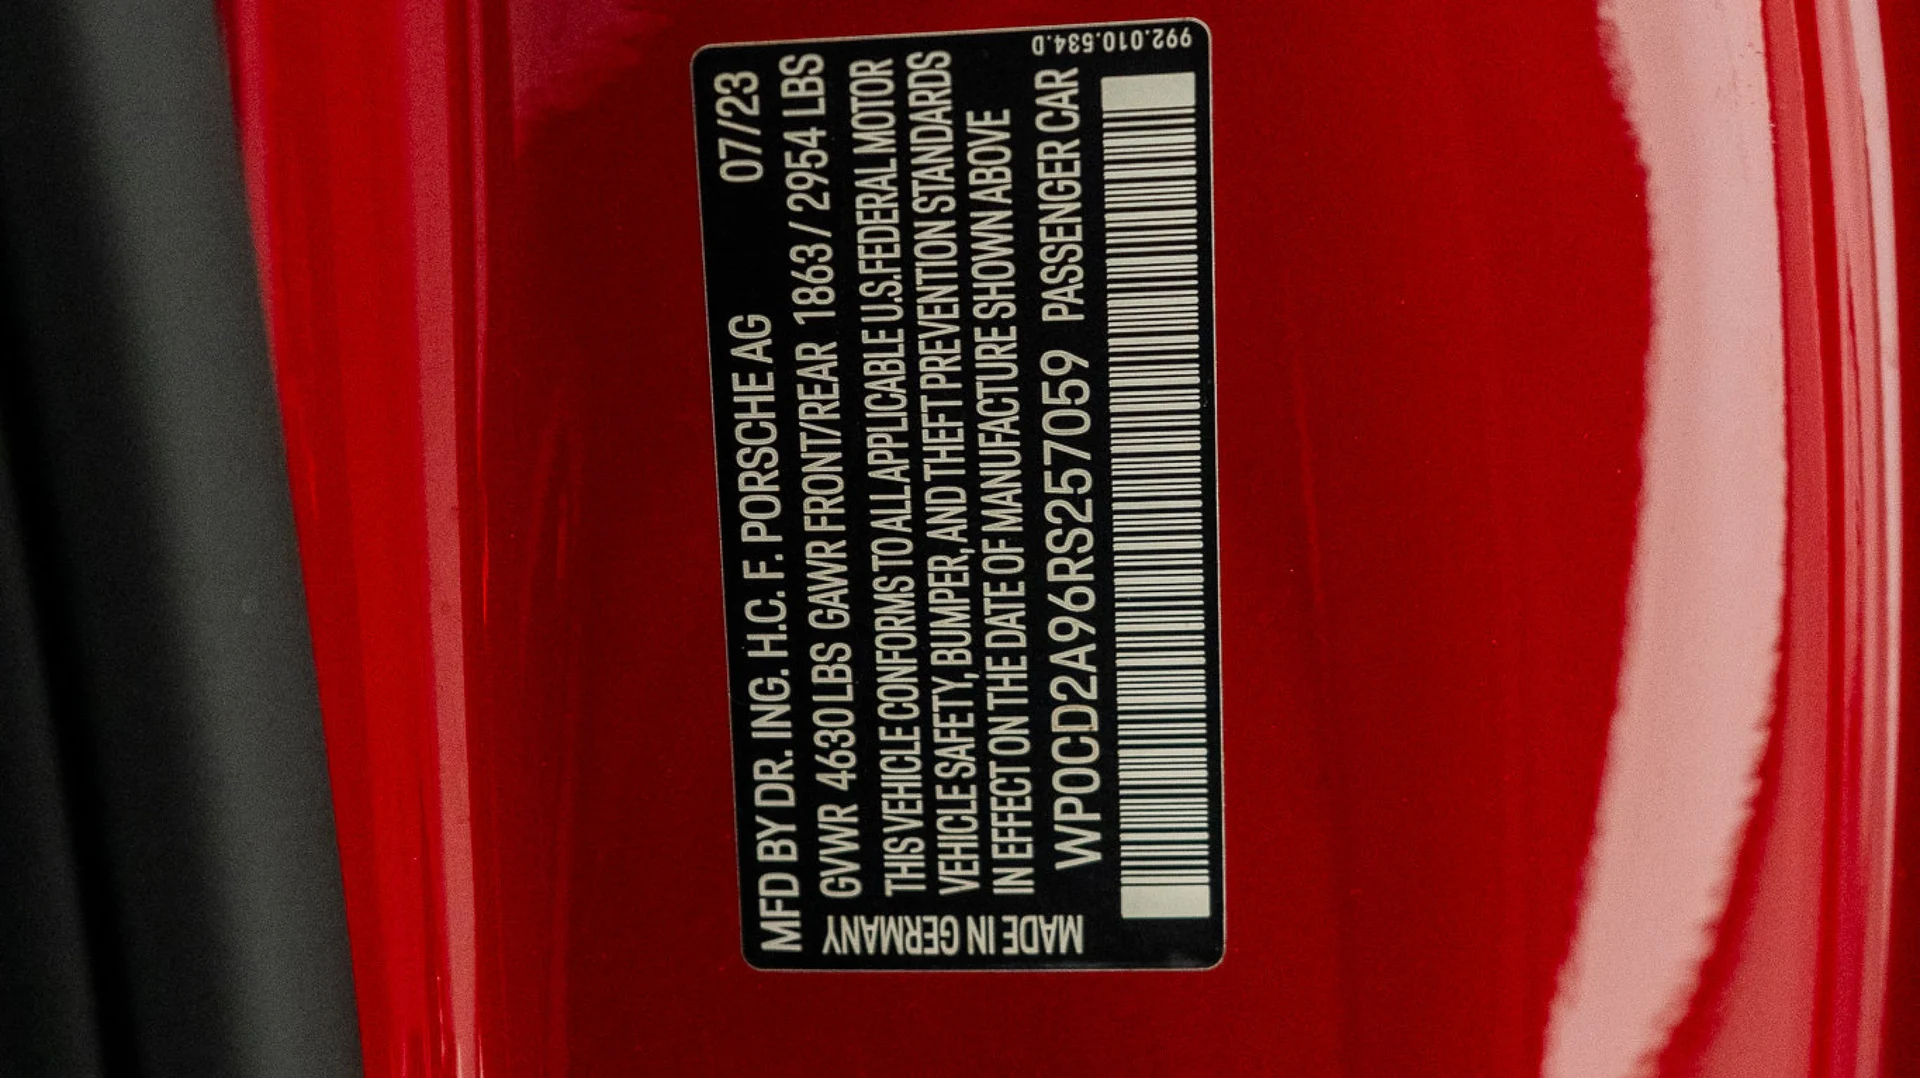 MFD BY DR. ING. H.C. F. PORSCHE AG 07/23
GVWR 4630 LBS GAWR FRONT/REAR 1863 / 2954 LBS
THIS VEHICLE CONFORMS TO ALL APPLICABLE U.S. FEDERAL MOTOR
VEHICLE SAFETY, BUMPER, AND THEFT PREVENTION STANDARDS
IN EFFECT ON THE DATE OF MANUFACTURE SHOWN ABOVE
WP0CD2A96RS257059 PASSENGER CAR
MADE IN GERMANY
992.010.534.D